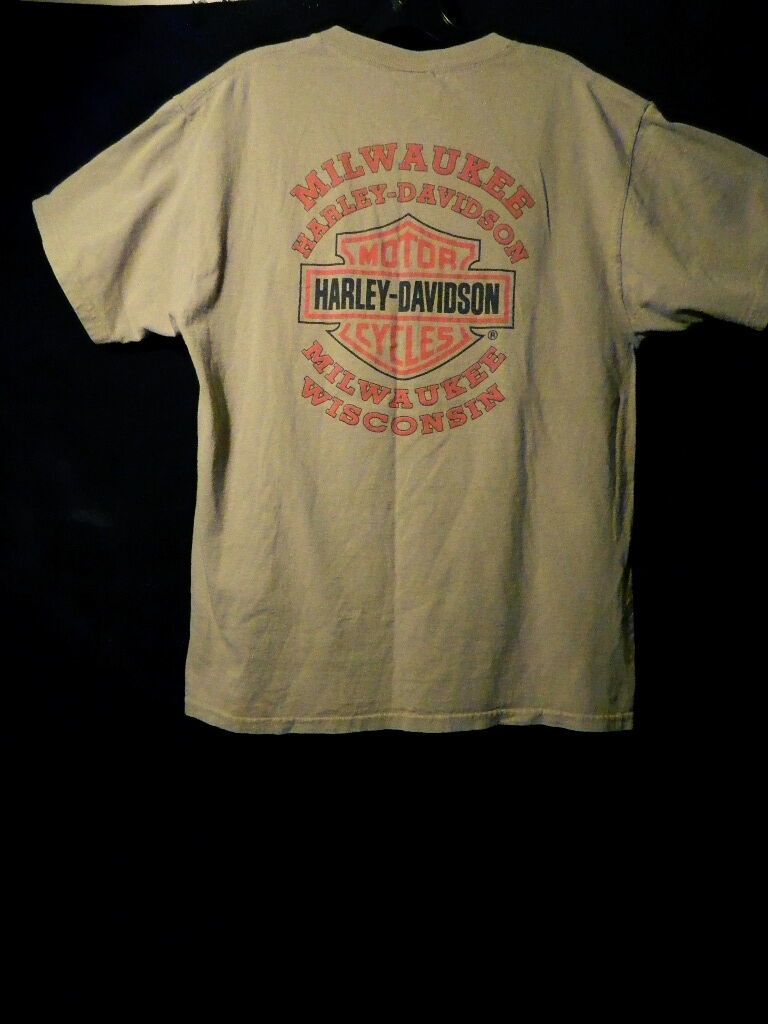 MILWAUKEE
HARLEY-DAVIDSON
MOTOR
HARLEY-DAVIDSON
CYCLES
®
MILWAUKEE
WISCONSIN